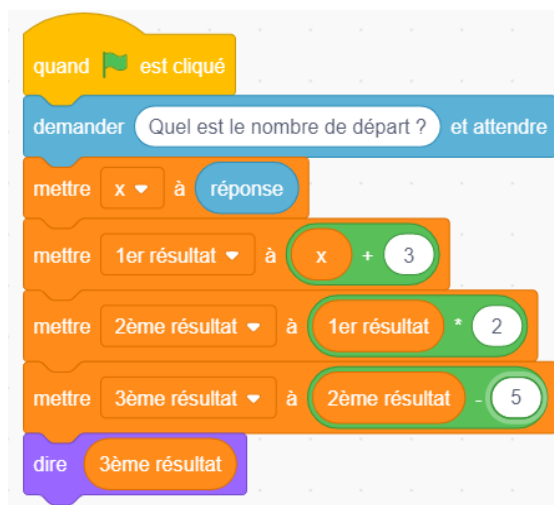 quand est cliqué
demander Quel est le nombre de départ ? et attendre
mettre x à réponse
mettre 1er résultat à x + 3
mettre 2ème résultat à 1er résultat * 2
mettre 3ème résultat à 2ème résultat - 5
dire 3ème résultat